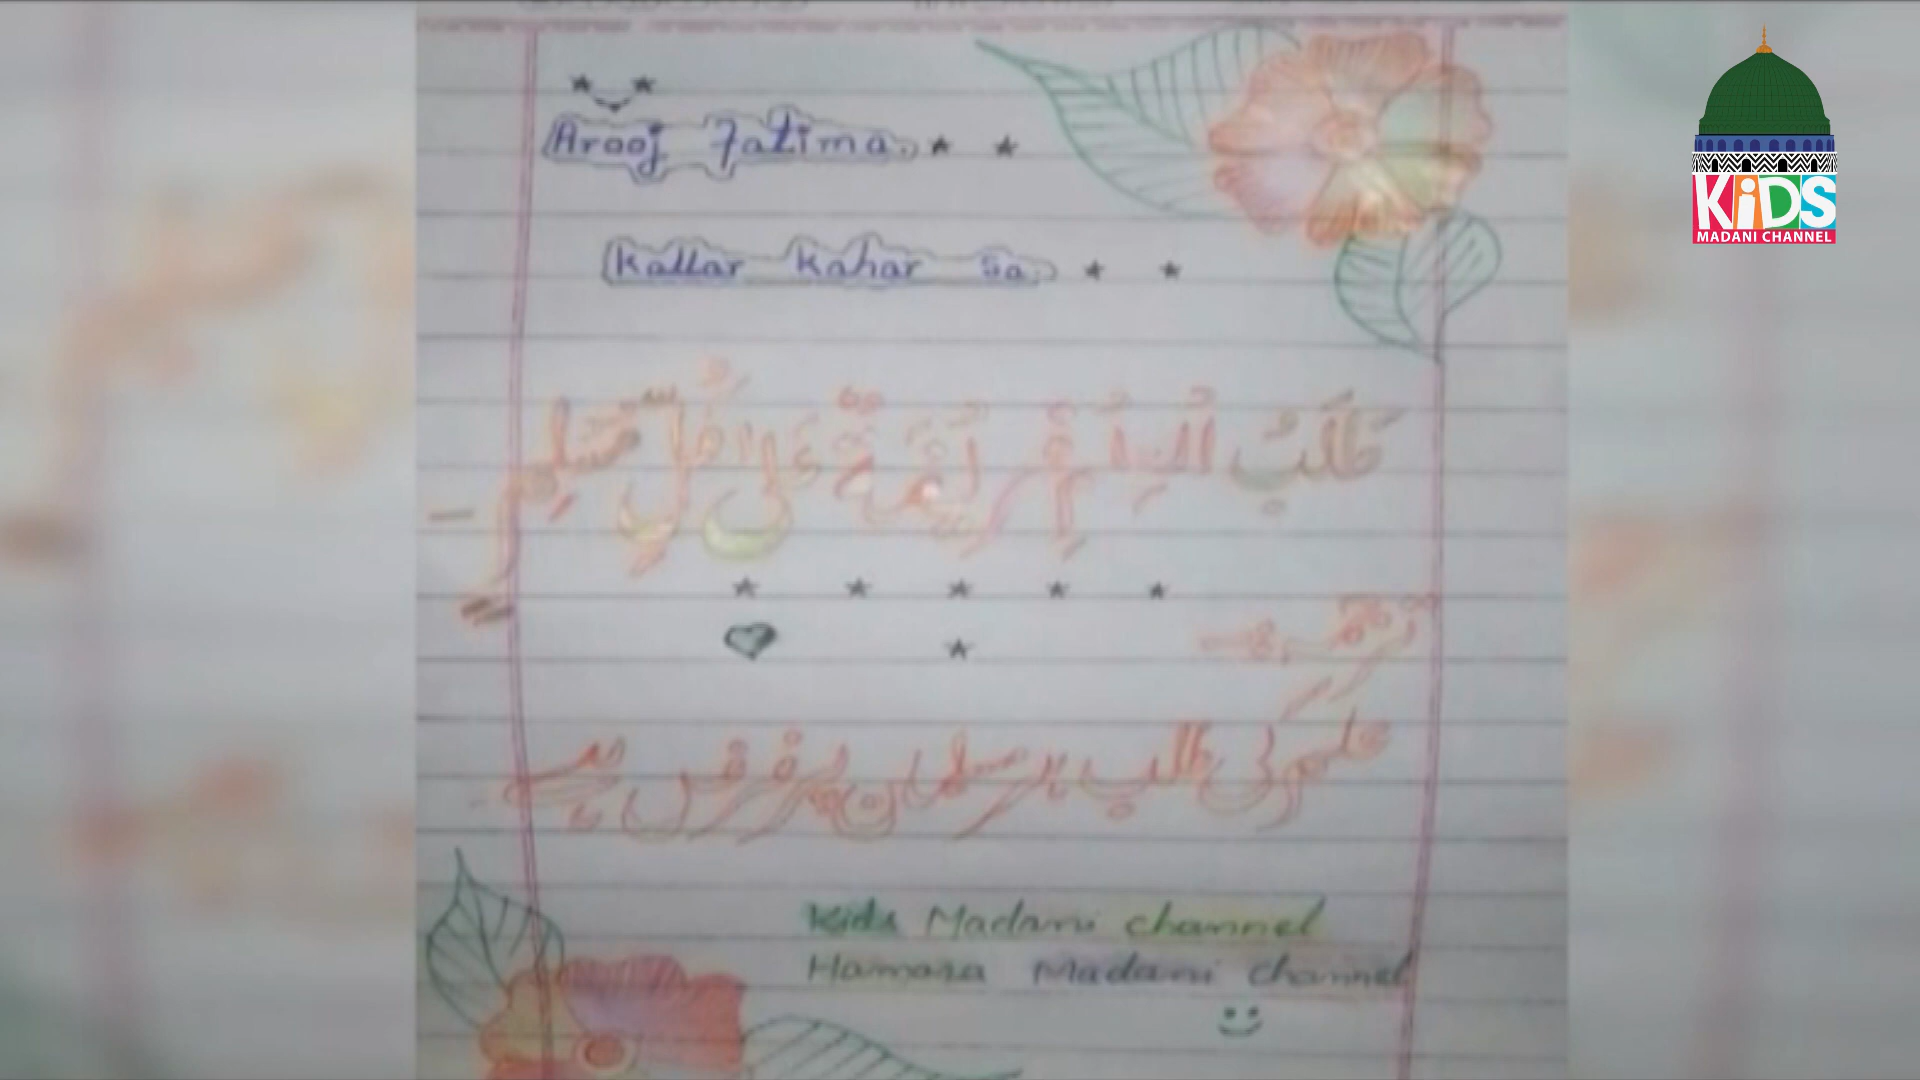 Arooj Fatima
Kallar Kahar Sa
طَلَبُ الْعِلْمِ فَرِيْضَةٌ عَلٰى كُلِّ مُسْلِمٍ
ترجمہ:-
علم کی طلب ہر مسلمان پر فرض ہے
Kids Madani channel
Hamara Madani channel
KiDS
MADANI CHANNEL